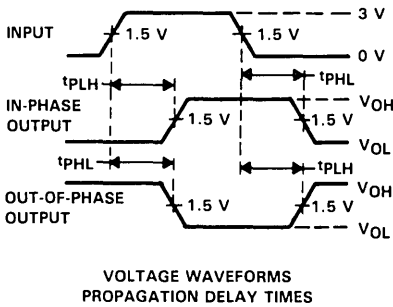 3 V
INPUT
1.5 V
1.5 V
0 V
tPLH
tPHL
IN-PHASE
OUTPUT
VOH
1.5 V
1.5 V
VOL
tPHL
tPLH
OUT-OF-PHASE
OUTPUT
VOH
1.5 V
1.5 V
VOL
VOLTAGE WAVEFORMS
PROPAGATION DELAY TIMES